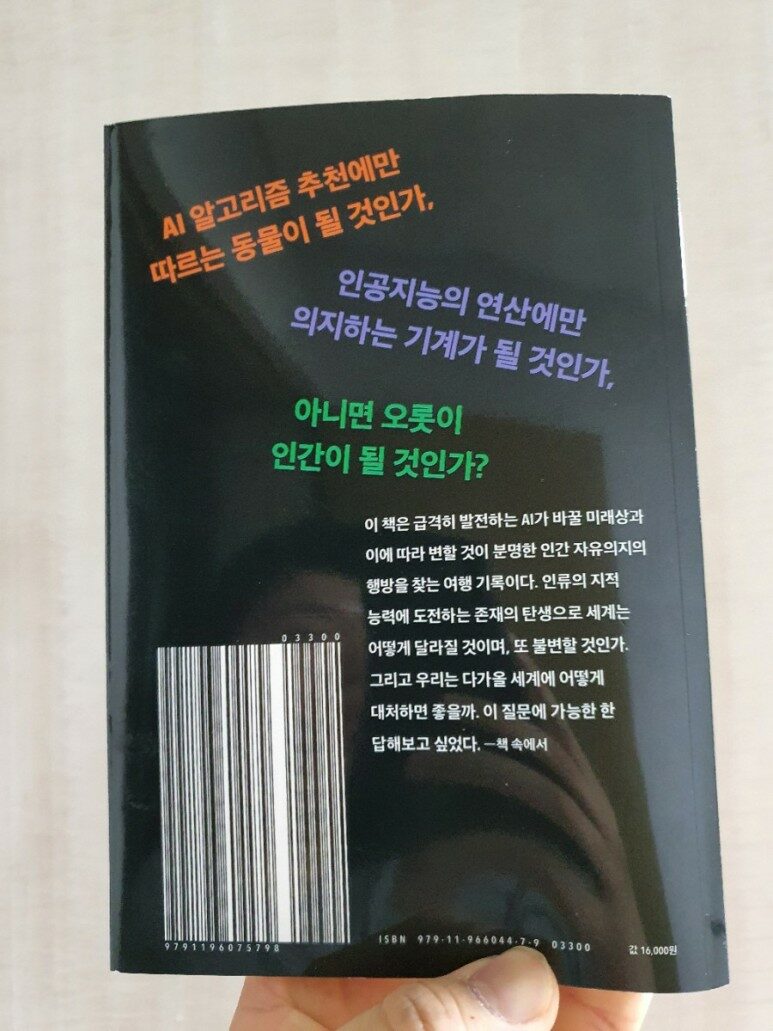 AI 알고리즘 추천에만
따르는 동물이 될 것인가,
인공지능의 연산에만
의지하는 기계가 될 것인가,
아니면 오롯이
인간이 될 것인가?
이 책은 급격히 발전하는 AI가 바꿀 미래상과
이에 따라 변할 것이 분명한 인간 자유의지의
행방을 찾는 여행 기록이다. 인류의 지적
능력에 도전하는 존재의 탄생으로 세계는
어떻게 달라질 것이며, 또 불변할 것인가.
그리고 우리는 다가올 세계에 어떻게
대처하면 좋을까. 이 질문에 가능한 한
답해보고 싶었다. —책 속에서
03300
9791196075798
ISBN 979-11-966044-7-9 03300
값 16,000원